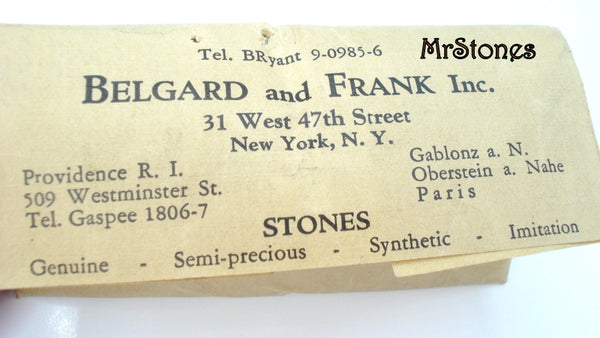 MrStones
Tel. BRyant 9-0985-6
BELGARD and FRANK Inc.
31 West 47th Street
New York, N. Y.
Providence R. I.
509 Westminster St.
Tel. Gaspee 1806-7
Gablonz a. N.
Oberstein a. Nahe
Paris
STONES
Genuine - Semi-precious - Synthetic - Imitation